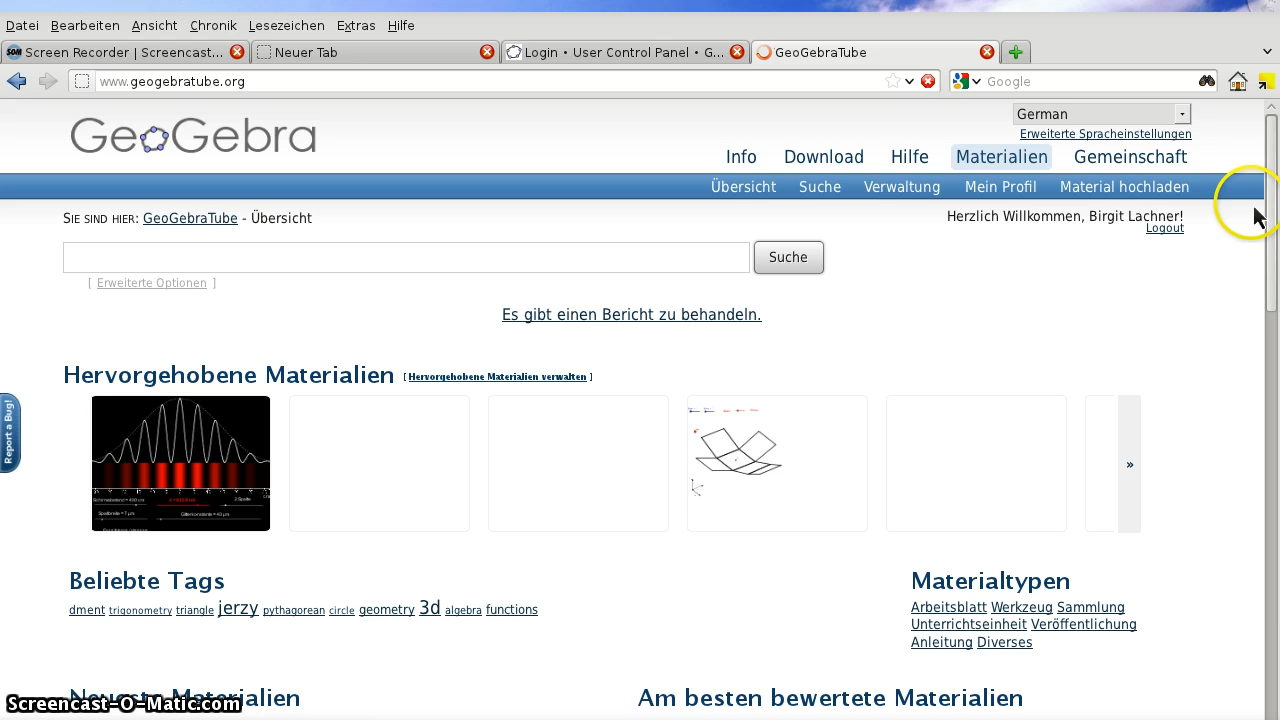 Datei Bearbeiten Ansicht Chronik Lesezeichen Extras Hilfe
Screen Recorder | Screencast... Neuer Tab Login • User Control Panel • G... GeoGebraTube
www.geogebratube.org Google
GeoGebra
German
Erweiterte Spracheinstellungen
Info Download Hilfe Materialien Gemeinschaft
Übersicht Suche Verwaltung Mein Profil Material hochladen
SIE SIND HIER: GeoGebraTube - Übersicht
Herzlich Willkommen, Birgit Lachner!
Logout
Suche
[ Erweiterte Optionen ]
Es gibt einen Bericht zu behandeln.
Hervorgehobene Materialien [ Hervorgehobene Materialien verwalten ]
Report a Bug!
»
Beliebte Tags
dment trigonometry triangle jerzy pythagorean circle geometry 3d algebra functions
Materialtypen
Arbeitsblatt Werkzeug Sammlung
Unterrichtseinheit Veröffentlichung
Anleitung Diverses
Neueste Materialien
Am besten bewertete Materialien
Screencast-O-Matic.com